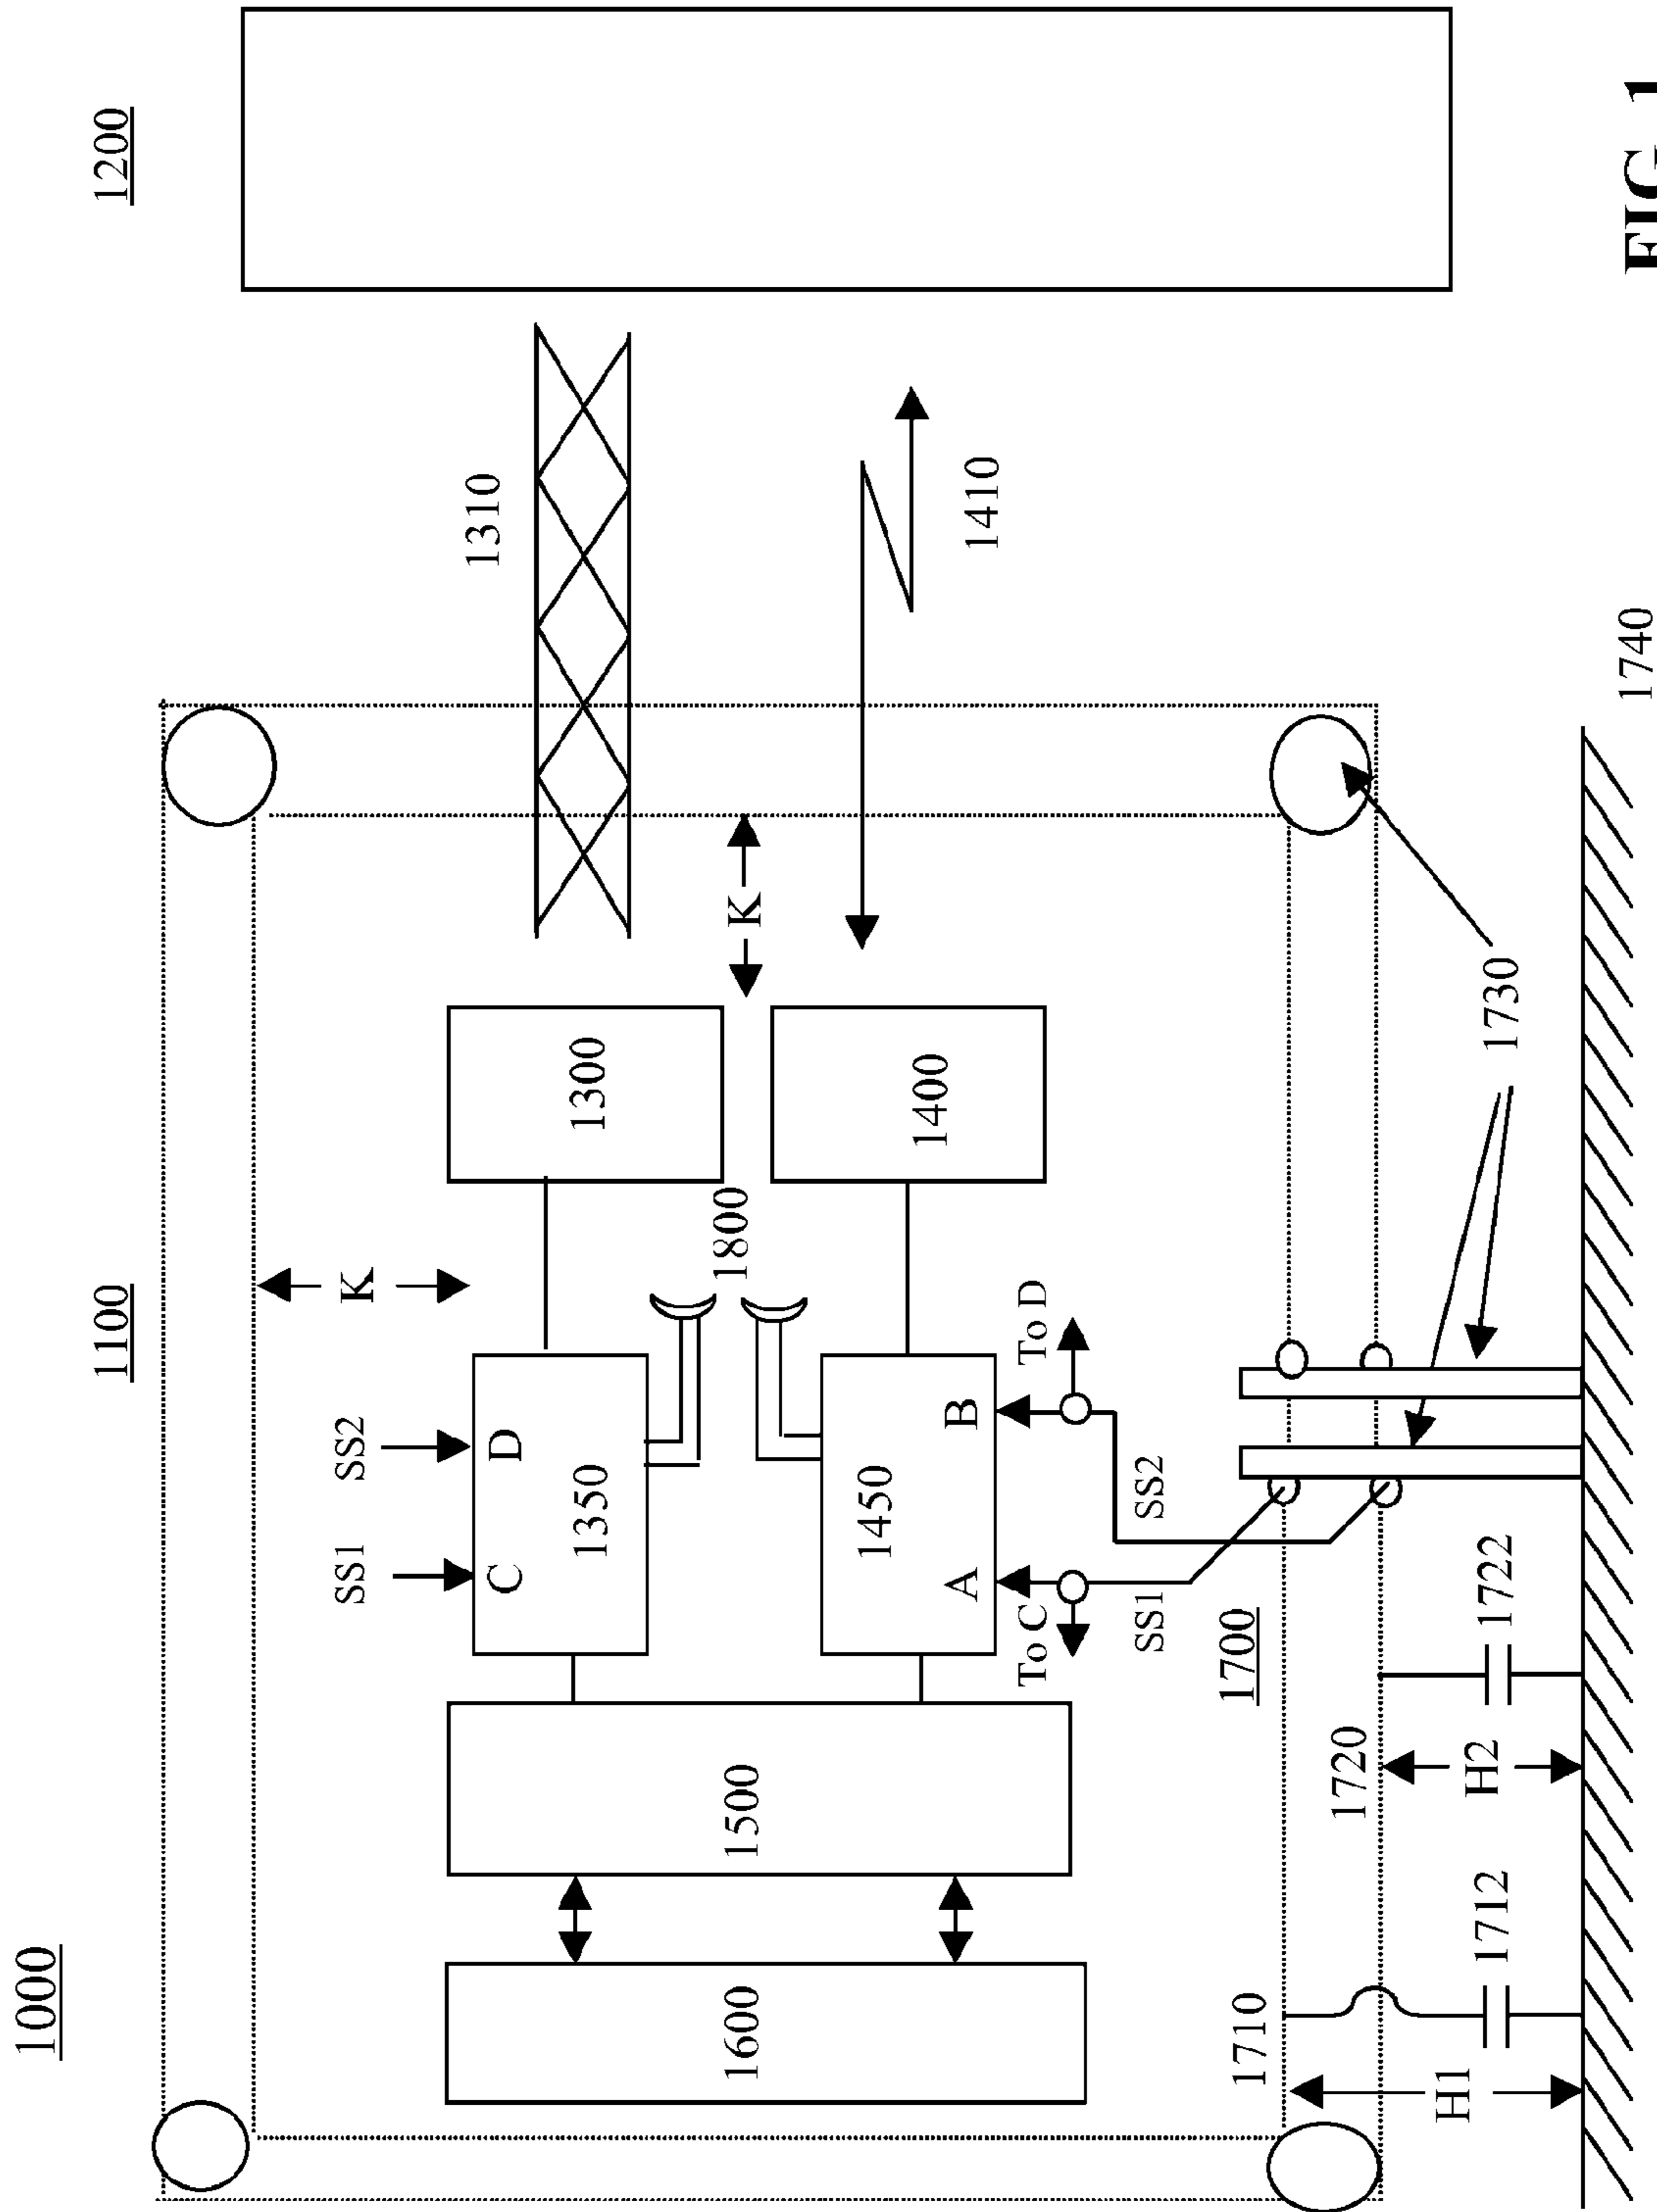 1000
1100
1200
SS1
SS2
K
C
D
1350
1300
1310
K
1800
1600
1500
1450
A
B
1400
1410
To C
To D
SS1
SS2
1700
1710
1720
H1
1712
H2
1722
1730
1740
FIG. 1